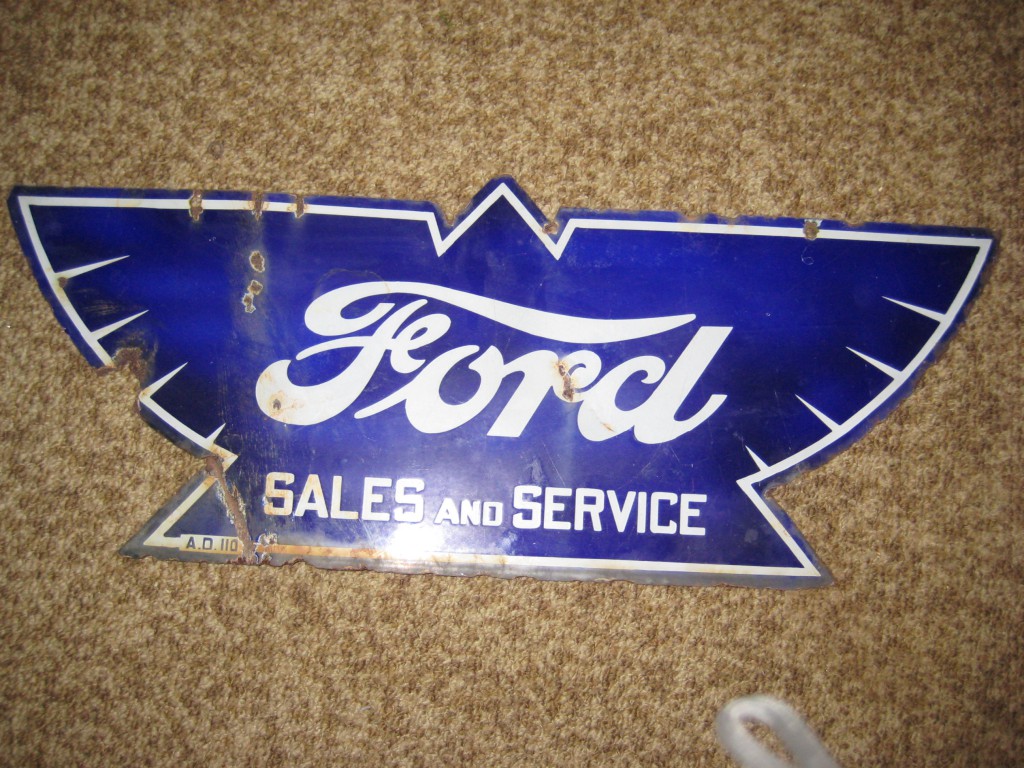 Ford
SALES AND SERVICE
A.D. 110